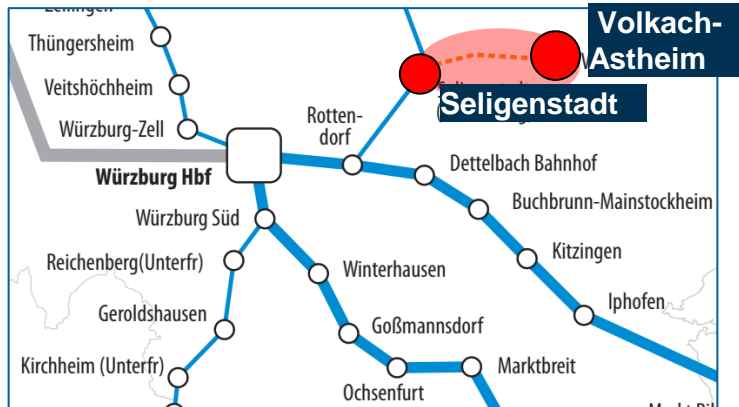 Thüngersheim
Veitshöchheim
Würzburg-Zell
Würzburg Hbf
Rotten-
dorf
Volkach-
Astheim
Seligenstadt
Dettelbach Bahnhof
Buchbrunn-Mainstockheim
Kitzingen
Iphofen
Würzburg Süd
Reichenberg(Unterfr)
Geroldshausen
Kirchheim (Unterfr)
Winterhausen
Goßmannsdorf
Ochsenfurt
Marktbreit